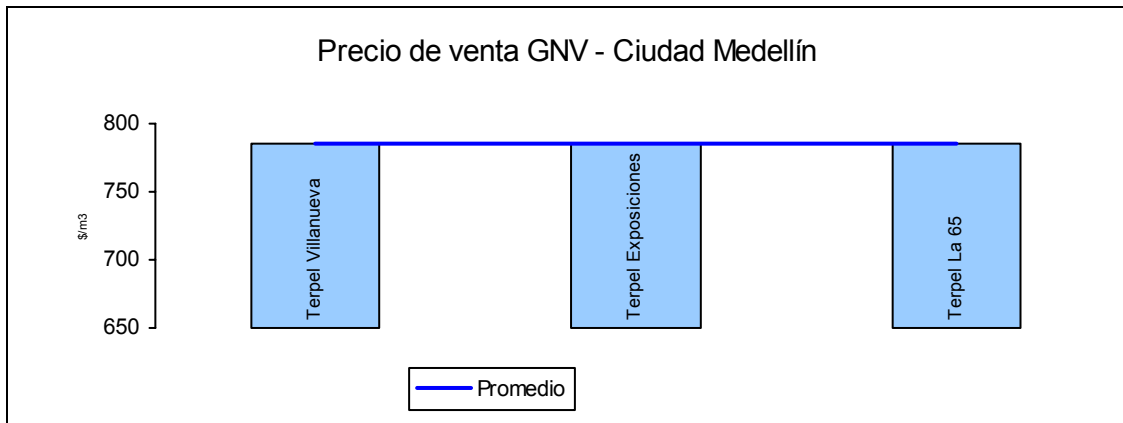 Precio de venta GNV - Ciudad Medellín
800
750
700
650
$/m3
Terpel Villanueva
Terpel Exposiciones
Terpel La 65
Promedio